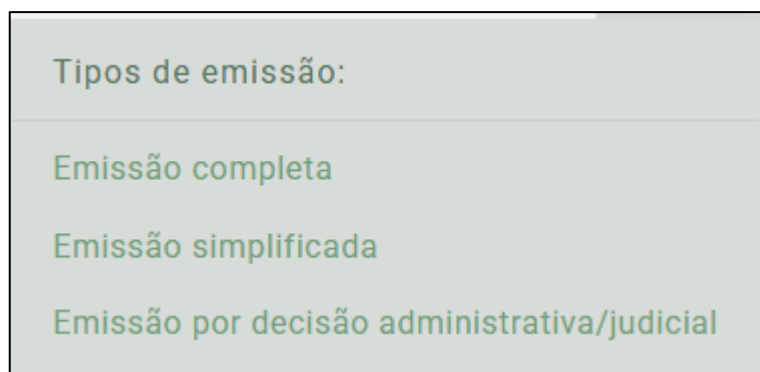 Tipos de emissão:
Emissão completa
Emissão simplificada
Emissão por decisão administrativa/judicial